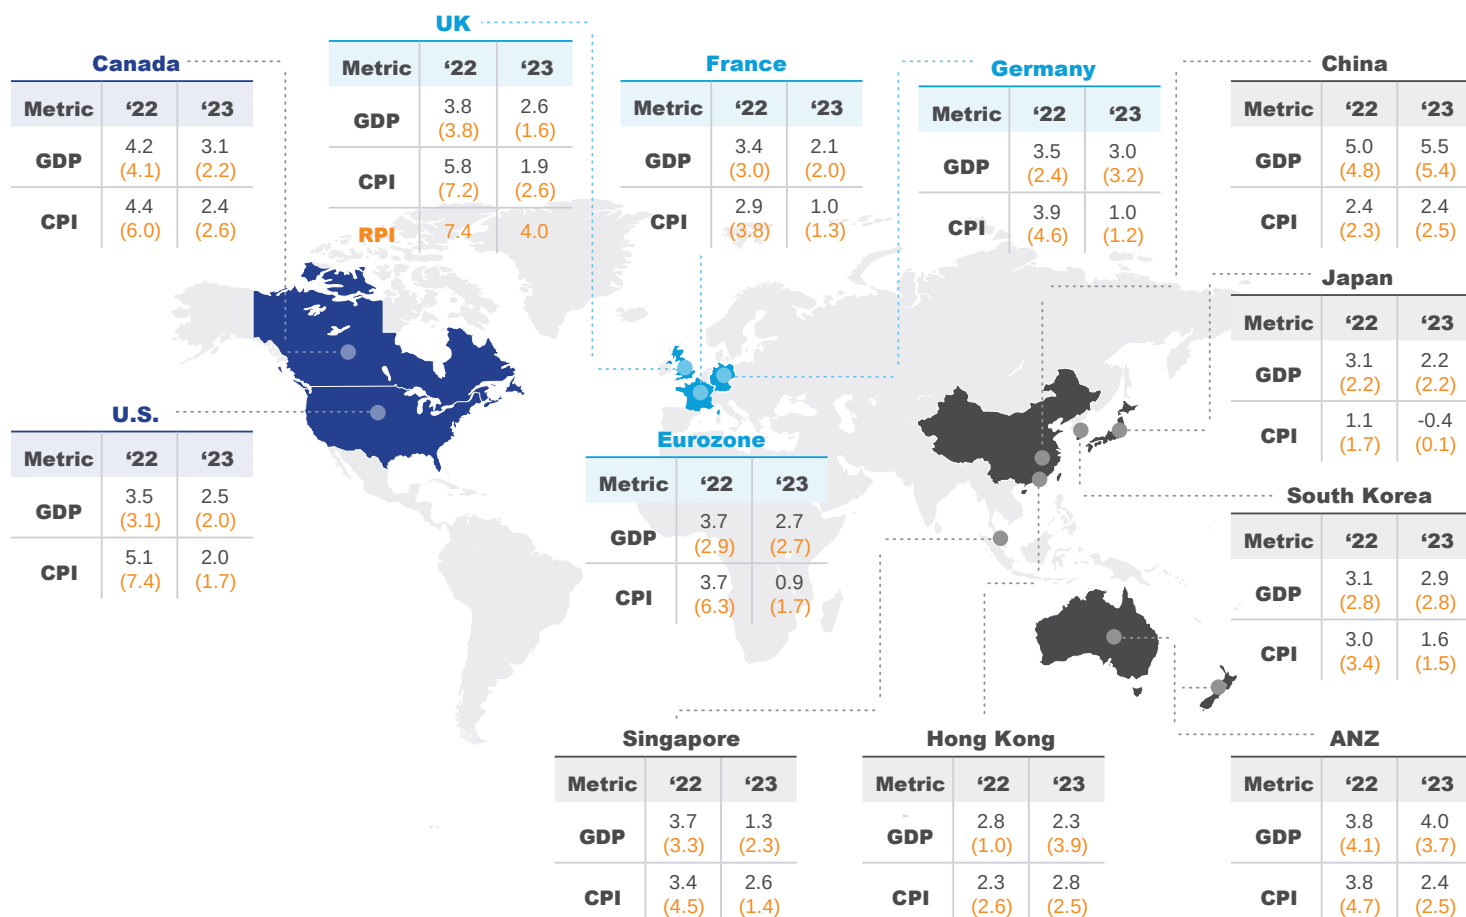 UK
Metric ‘22 ‘23
GDP 3.8 2.6
(3.8) (1.6)
CPI 5.8 1.9
(7.2) (2.6)
RPI 7.4 4.0
Canada
Metric ‘22 ‘23
GDP 4.2 3.1
(4.1) (2.2)
CPI 4.4 2.4
(6.0) (2.6)
France
Metric ‘22 ‘23
GDP 3.4 2.1
(3.0) (2.0)
CPI 2.9 1.0
(3.8) (1.3)
Germany
Metric ‘22 ‘23
GDP 3.5 3.0
(2.4) (3.2)
CPI 3.9 1.0
(4.6) (1.2)
China
Metric ‘22 ‘23
GDP 5.0 5.5
(4.8) (5.4)
CPI 2.4 2.4
(2.3) (2.5)
Japan
Metric ‘22 ‘23
GDP 3.1 2.2
(2.2) (2.2)
CPI 1.1 -0.4
(1.7) (0.1)
U.S.
Metric ‘22 ‘23
GDP 3.5 2.5
(3.1) (2.0)
CPI 5.1 2.0
(7.4) (1.7)
Eurozone
Metric ‘22 ‘23
GDP 3.7 2.7
(2.9) (2.7)
CPI 3.7 0.9
(6.3) (1.7)
South Korea
Metric ‘22 ‘23
GDP 3.1 2.9
(2.8) (2.8)
CPI 3.0 1.6
(3.4) (1.5)
Singapore
Metric ‘22 ‘23
GDP 3.7 1.3
(3.3) (2.3)
CPI 3.4 2.6
(4.5) (1.4)
Hong Kong
Metric ‘22 ‘23
GDP 2.8 2.3
(1.0) (3.9)
CPI 2.3 2.8
(2.6) (2.5)
ANZ
Metric ‘22 ‘23
GDP 3.8 4.0
(4.1) (3.7)
CPI 3.8 2.4
(4.7) (2.5)